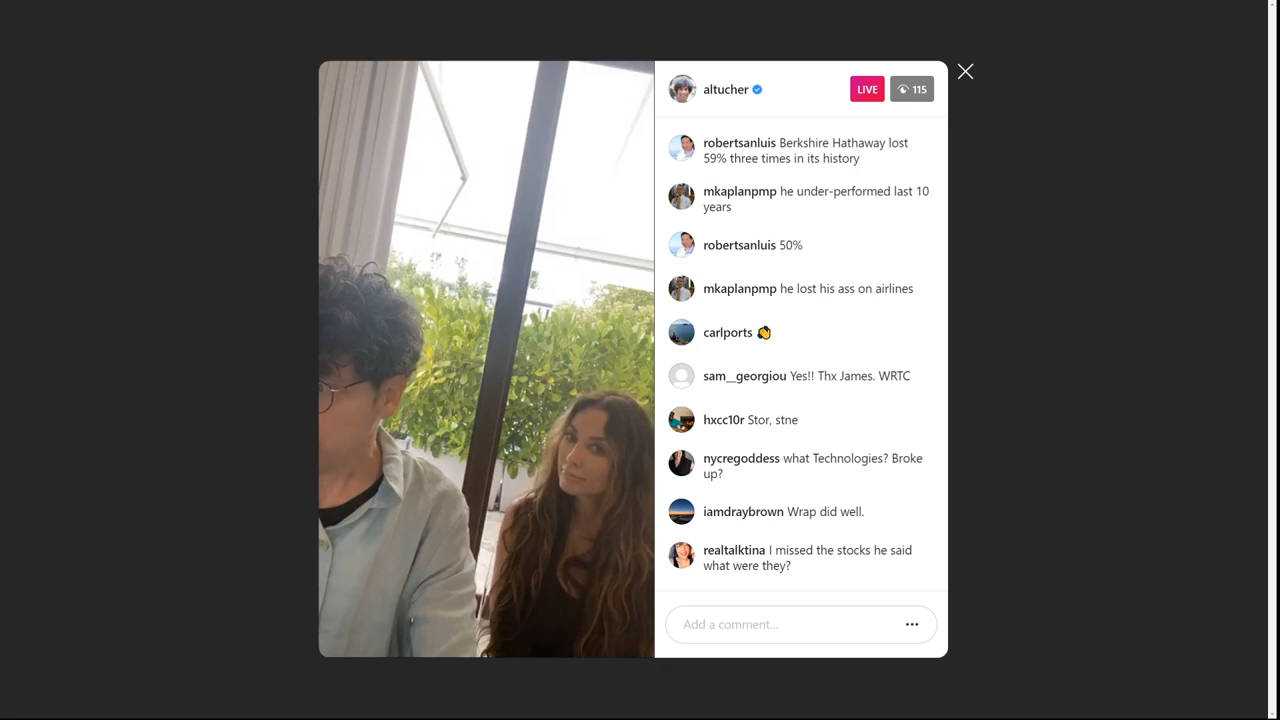 altucher
LIVE
115
robertsanluis Berkshire Hathaway lost
59% three times in its history
mkaplanpmp he under-performed last 10
years
robertsanluis 50%
mkaplanpmp he lost his ass on airlines
carlports 👏
sam__georgiou Yes!! Thx James. WRTC
hxcc10r Stor, stne
nycregoddess what Technologies? Broke
up?
iamdraybrown Wrap did well.
realtalktina I missed the stocks he said
what were they?
Add a comment...